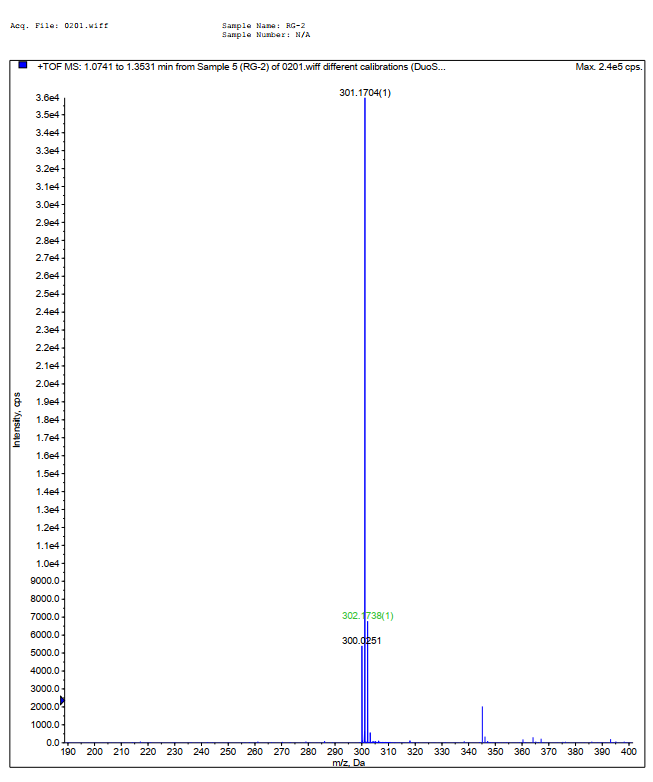 Acq. File: 0201.wiff Sample Name: RG-2
Sample Number: N/A
+TOF MS: 1.0741 to 1.3531 min from Sample 5 (RG-2) of 0201.wiff different calibrations (DuoS... Max. 2.4e5 cps.
301.1704(1)
3.6e4
3.5e4
3.4e4
3.3e4
3.2e4
3.1e4
3.0e4
2.9e4
2.8e4
2.7e4
2.6e4
2.5e4
2.4e4
2.3e4
2.2e4
2.1e4
2.0e4
1.9e4
1.8e4
1.7e4
1.6e4
1.5e4
1.4e4
1.3e4
1.2e4
1.1e4
1.0e4
9000.0
8000.0
7000.0
6000.0
5000.0
4000.0
3000.0
2000.0
1000.0
0.0
Intensity, cps
302.1738(1)
300.0251
190 200 210 220 230 240 250 260 270 280 290 300 310 320 330 340 350 360 370 380 390 400
m/z, Da